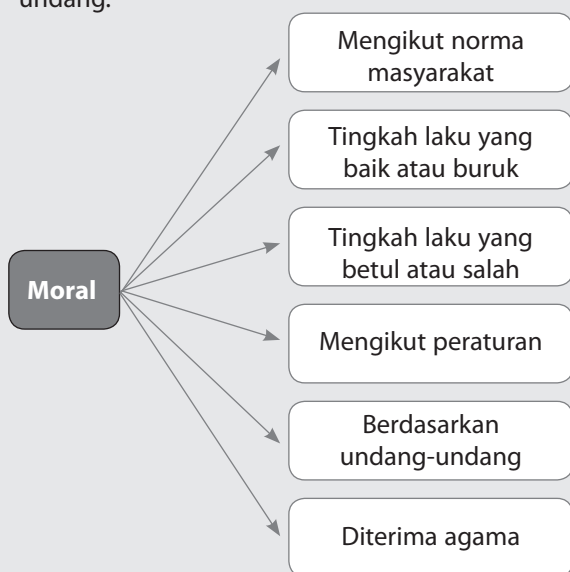 undang.
Mengikut norma
masyarakat
Tingkah laku yang
baik atau buruk
Tingkah laku yang
betul atau salah
Moral
Mengikut peraturan
Berdasarkan
undang-undang
Diterima agama